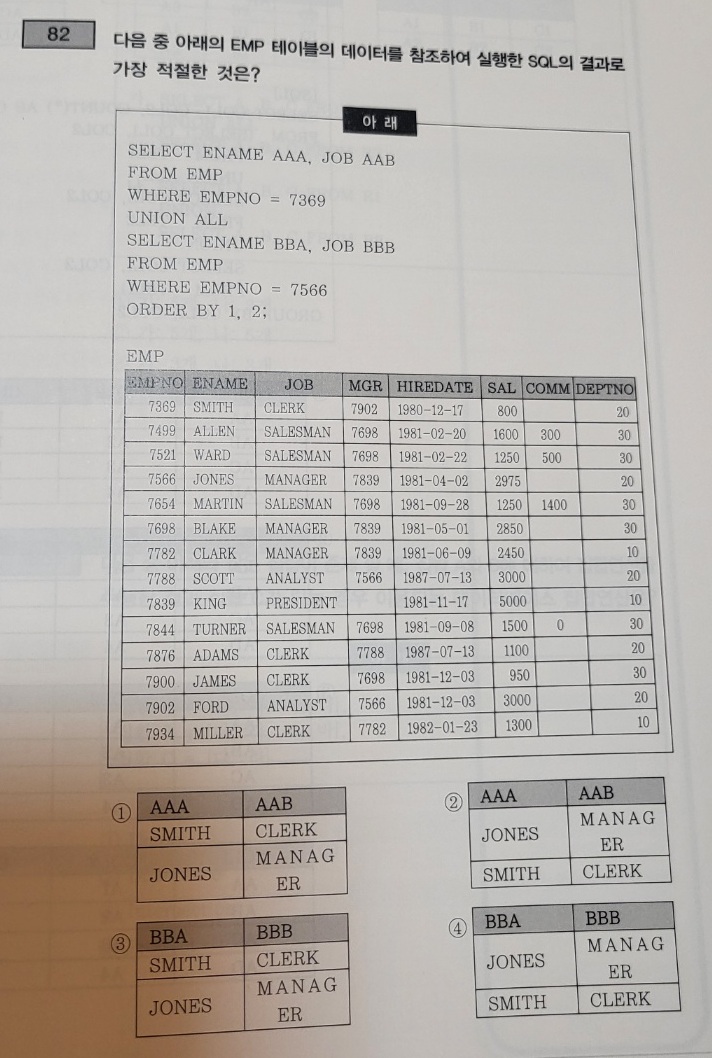 82
다음 중 아래의 EMP 테이블의 데이터를 참조하여 실행한 SQL의 결과로
가장 적절한 것은?
아 래
SELECT ENAME AAA, JOB AAB
FROM EMP
WHERE EMPNO = 7369
UNION ALL
SELECT ENAME BBA, JOB BBB
FROM EMP
WHERE EMPNO = 7566
ORDER BY 1, 2;
EMP
EMPNO ENAME JOB MGR HIREDATE SAL COMM DEPTNO
7369 SMITH CLERK 7902 1980-12-17 800 20
7499 ALLEN SALESMAN 7698 1981-02-20 1600 300 30
7521 WARD SALESMAN 7698 1981-02-22 1250 500 30
7566 JONES MANAGER 7839 1981-04-02 2975 20
7654 MARTIN SALESMAN 7698 1981-09-28 1250 1400 30
7698 BLAKE MANAGER 7839 1981-05-01 2850 30
7782 CLARK MANAGER 7839 1981-06-09 2450 10
7788 SCOTT ANALYST 7566 1987-07-13 3000 20
7839 KING PRESIDENT 1981-11-17 5000 10
7844 TURNER SALESMAN 7698 1981-09-08 1500 0 30
7876 ADAMS CLERK 7788 1987-07-13 1100 20
7900 JAMES CLERK 7698 1981-12-03 950 30
7902 FORD ANALYST 7566 1981-12-03 3000 20
7934 MILLER CLERK 7782 1982-01-23 1300 10
①
AAA AAB
SMITH CLERK
JONES MANAG
ER
②
AAA AAB
JONES MANAG
ER
SMITH CLERK
③
BBA BBB
SMITH CLERK
JONES MANAG
ER
④
BBA BBB
JONES MANAG
ER
SMITH CLERK